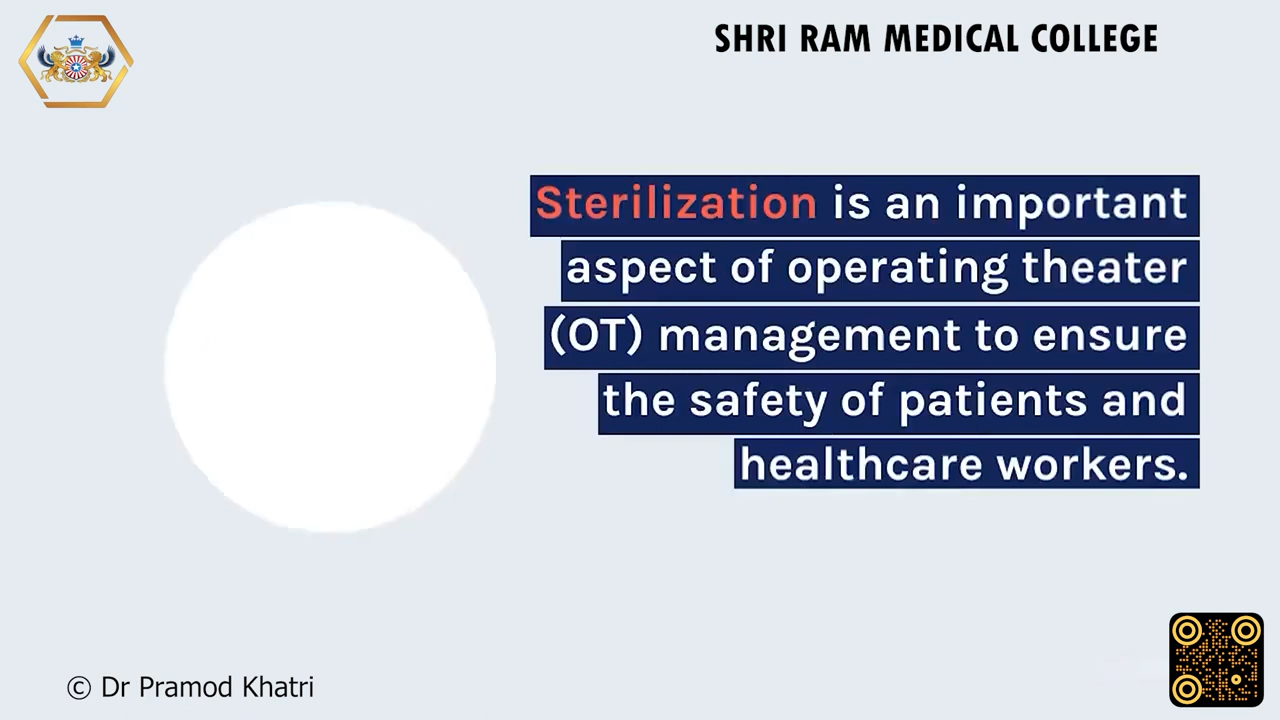 SHRI RAM MEDICAL COLLEGE
Sterilization is an important
aspect of operating theater
(OT) management to ensure
the safety of patients and
healthcare workers.
© Dr Pramod Khatri